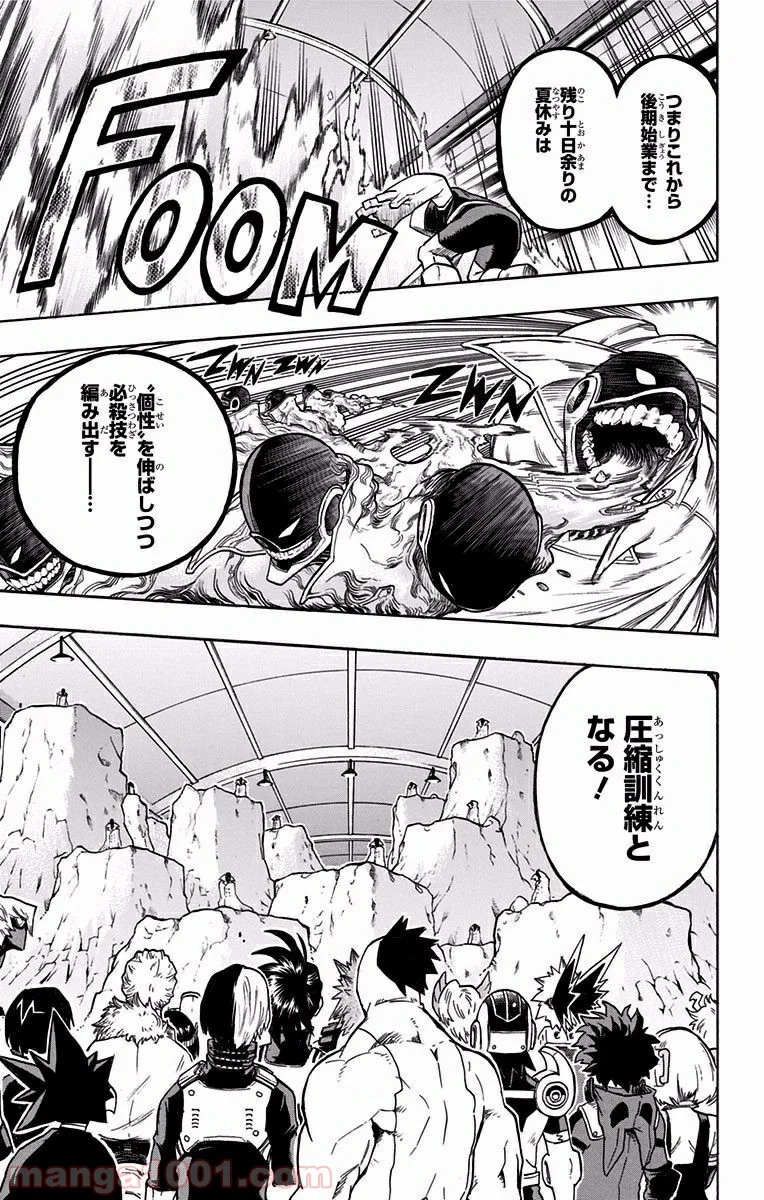 つまりこれから
後期始業まで…
残り十日余りの
夏休みは
FOOOM
ZWN
ZWN
ZWN
ZWN
“個性”を伸ばしつつ
必殺技を
編み出す――…
圧縮訓練と
なる!
manga1001.com